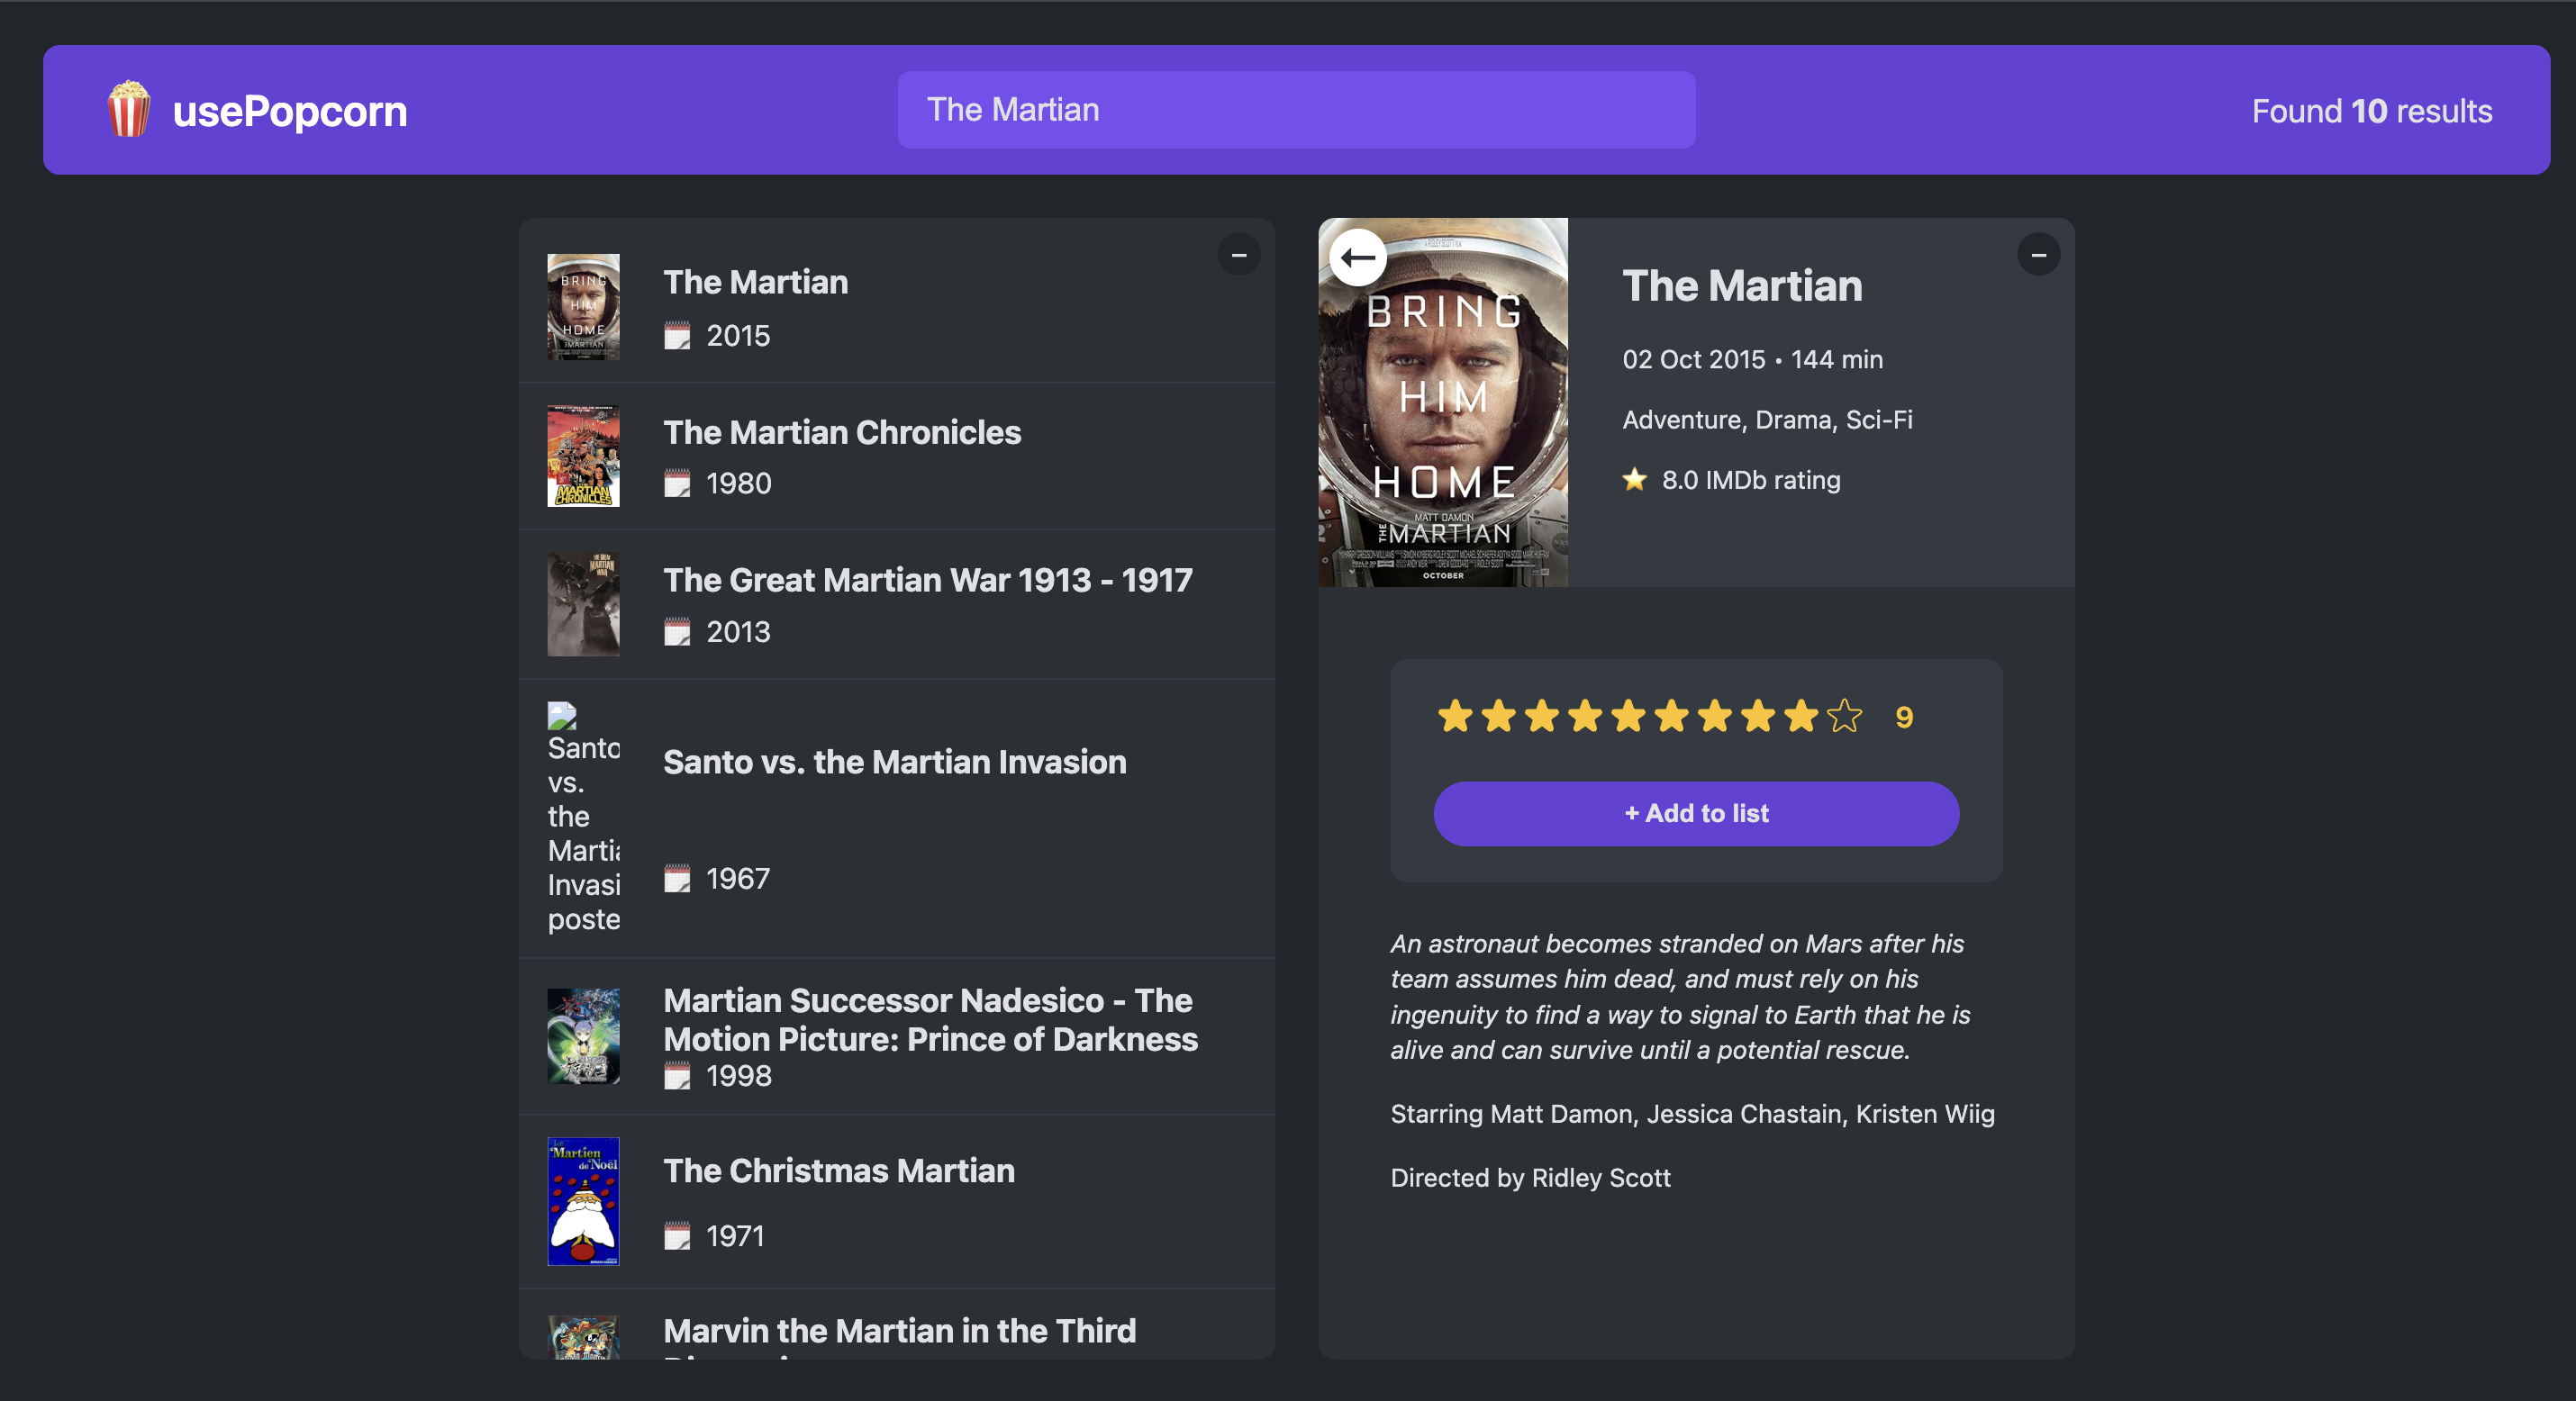 usePopcorn
The Martian
Found 10 results
BRING
HIM
HOME
MARTIAN
The Martian
2015
MARTIAN
CHRONICLES
The Martian Chronicles
1980
THE GREAT
MARTIAN
WAR
The Great Martian War 1913 - 1917
2013
Santo
vs.
the
Martia
Invasi
poste
Santo vs. the Martian Invasion
1967
Martian Successor Nadesico - The
Motion Picture: Prince of Darkness
1998
Le
Martien
de Noël
The Christmas Martian
1971
Marvin the Martian in the Third
←
BRING
HIM
HOME
MATT DAMON
THE MARTIAN
OCTOBER
–
–
The Martian
02 Oct 2015 • 144 min
Adventure, Drama, Sci-Fi
8.0 IMDb rating
9
+ Add to list
An astronaut becomes stranded on Mars after his
team assumes him dead, and must rely on his
ingenuity to find a way to signal to Earth that he is
alive and can survive until a potential rescue.
Starring Matt Damon, Jessica Chastain, Kristen Wiig
Directed by Ridley Scott